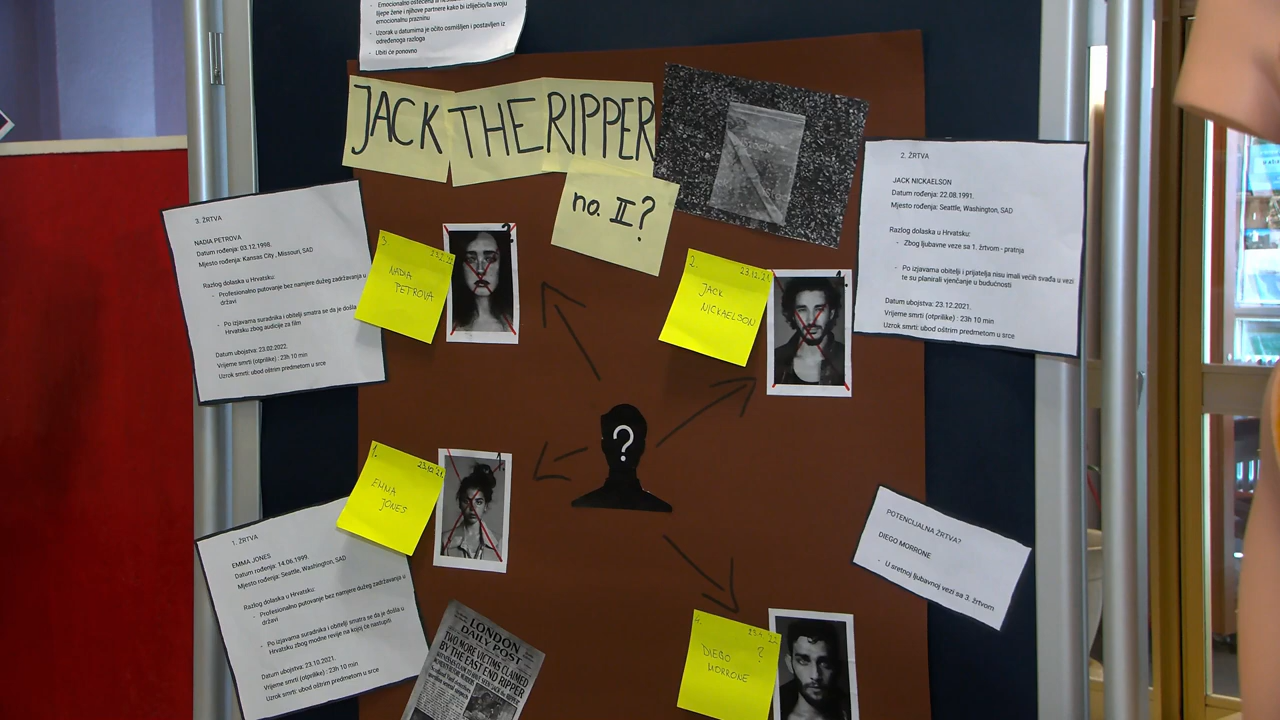 - Emocionalno oštećena
lijepe žene i njihove partnere kako bi izliječio/la svoju
emocionalnu prazninu
- Uzorak u datumima je očito osmišljen i postavljen iz
određenoga razloga
- Ubiti će ponovno
JACK THE RIPPER
no. II?
3. ŽRTVA
NADIA PETROVA
Datum rođenja: 03.12.1998.
Mjesto rođenja: Kansas City, Missouri, SAD
Razlog dolaska u Hrvatsku:
- Profesionalno putovanje bez namjere dužeg zadržavanja u
državi
- Po izjavama suradnika i obitelji smatra se da je došla
Hrvatsku zbog audicije za film
Datum ubojstva: 23.02.2022.
Vrijeme smrti (otprilike) : 23h 10 min
Uzrok smrti: ubod oštrim predmetom u srce
3.
23.2.22.
NADIA
PETROVA
2.
23.12.21.
JACK
NICKAELSON
2. ŽRTVA
JACK NICKAELSON
Datum rođenja: 22.08.1991.
Mjesto rođenja: Seattle, Washington, SAD
Razlog dolaska u Hrvatsku:
- Zbog ljubavne veze sa 1. žrtvom - pratnja
- Po izjavama obitelji i prijatelja nisu imali većih svađa u vezi
te su planirali vjenčanje u budućnosti
Datum ubojstva: 23.12.2021.
Vrijeme smrti (otprilike) : 23h 10 min
Uzrok smrti: ubod oštrim predmetom u srce
?
1.
23.10.21.
EMMA
JONES
1. ŽRTVA
EMMA JONES
Datum rođenja: 14.06.1999.
Mjesto rođenja: Seattle, Washington, SAD
Razlog dolaska u Hrvatsku:
- Profesionalno putovanje bez namjere dužeg zadržavanja u
državi
- Po izjavama suradnika i obitelji smatra se da je došla u
Hrvatsku zbog modne revije na kojoj će nastupiti
Datum ubojstva: 23.10.2021.
Vrijeme smrti (otprilike) : 23h 10 min
Uzrok smrti: ubod oštrim predmetom u srce
POTENCIJALNA ŽRTVA?
DIEGO MORRONE
- U sretnoj ljubavnoj vezi sa 3. žrtvom
4.
?
DIEGO
MORRONE
LONDON
DAILY POST
TWO MORE VICTIMS CLAIMED
BY THE EAST END RIPPER